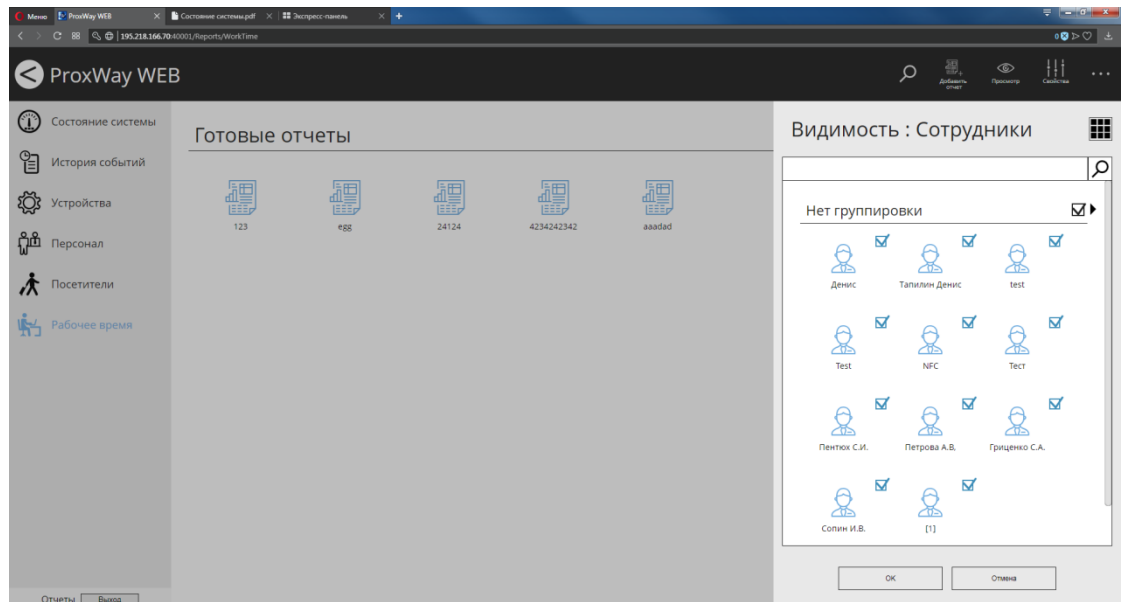 Меню ProxWay WEB Состояние системы.pdf Экспресс-панель
195.218.166.70:40001/Reports/WorkTime 0
ProxWay WEB
Добавить отчет Просмотр Свойства
Состояние системы
История событий
Устройства
Персонал
Посетители
Рабочее время
Отчеты Выход
Готовые отчеты
123 egg 24124 4234242342 aaadad
Видимость : Сотрудники
Нет группировки
Денис Тапилин Денис test
Test NFC Тест
Пентюх С.И. Петрова А.В, Гриценко С.А.
Сопин И.В. [1]
OK Отмена